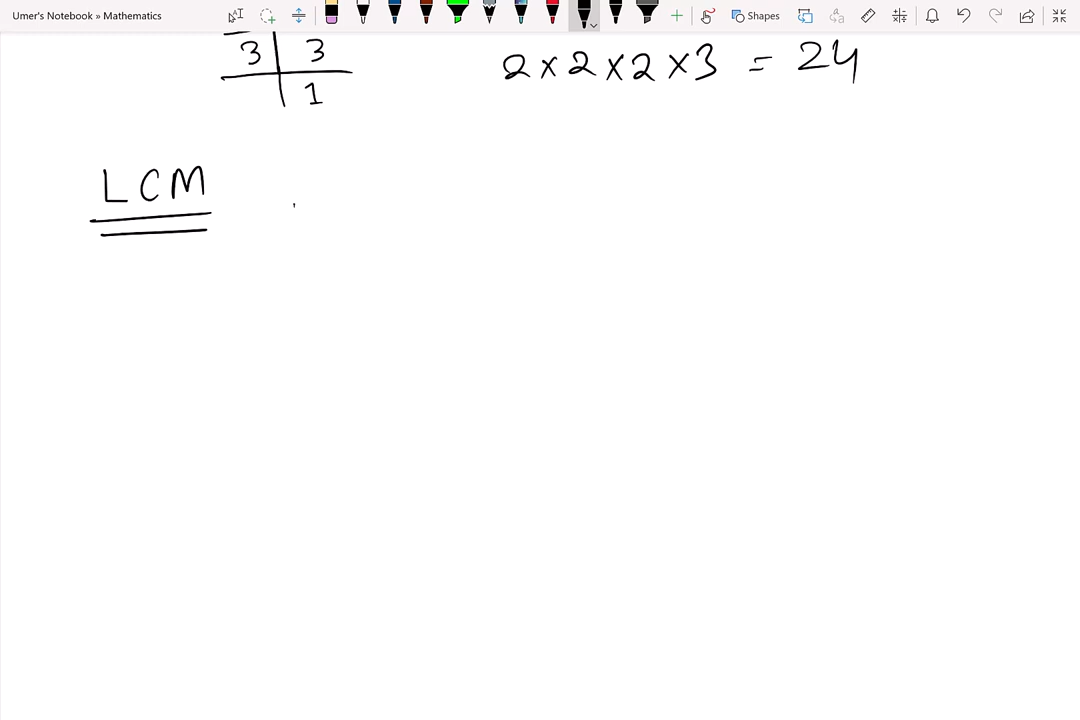 Umer's Notebook » Mathematics
Shapes
3 3
2 × 2 × 2 × 3 = 24
1
LCM